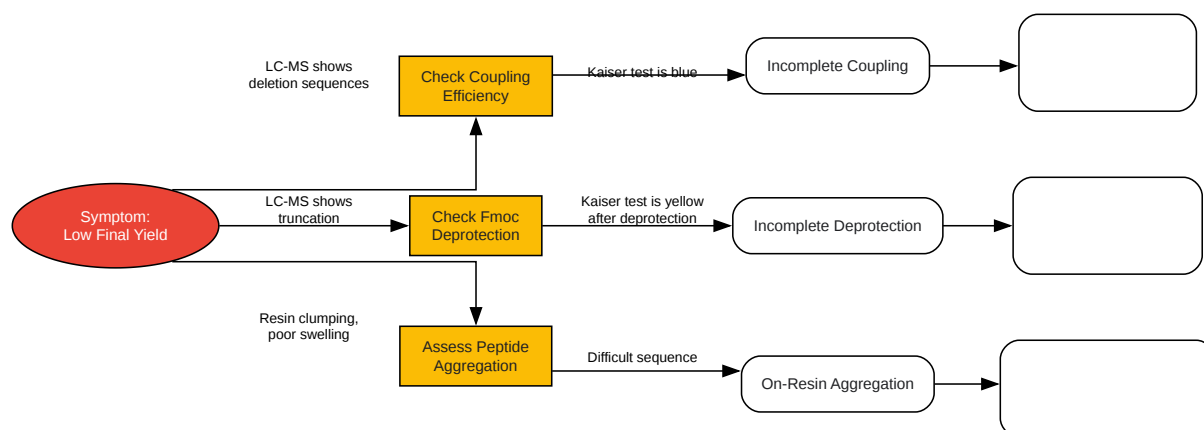 LC-MS shows
deletion sequences
Check Coupling
Efficiency
Kaiser test is blue
Incomplete Coupling
Symptom:
Low Final Yield
LC-MS shows
truncation
Check Fmoc
Deprotection
Kaiser test is yellow
after deprotection
Incomplete Deprotection
Resin clumping,
poor swelling
Assess Peptide
Aggregation
Difficult sequence
On-Resin Aggregation